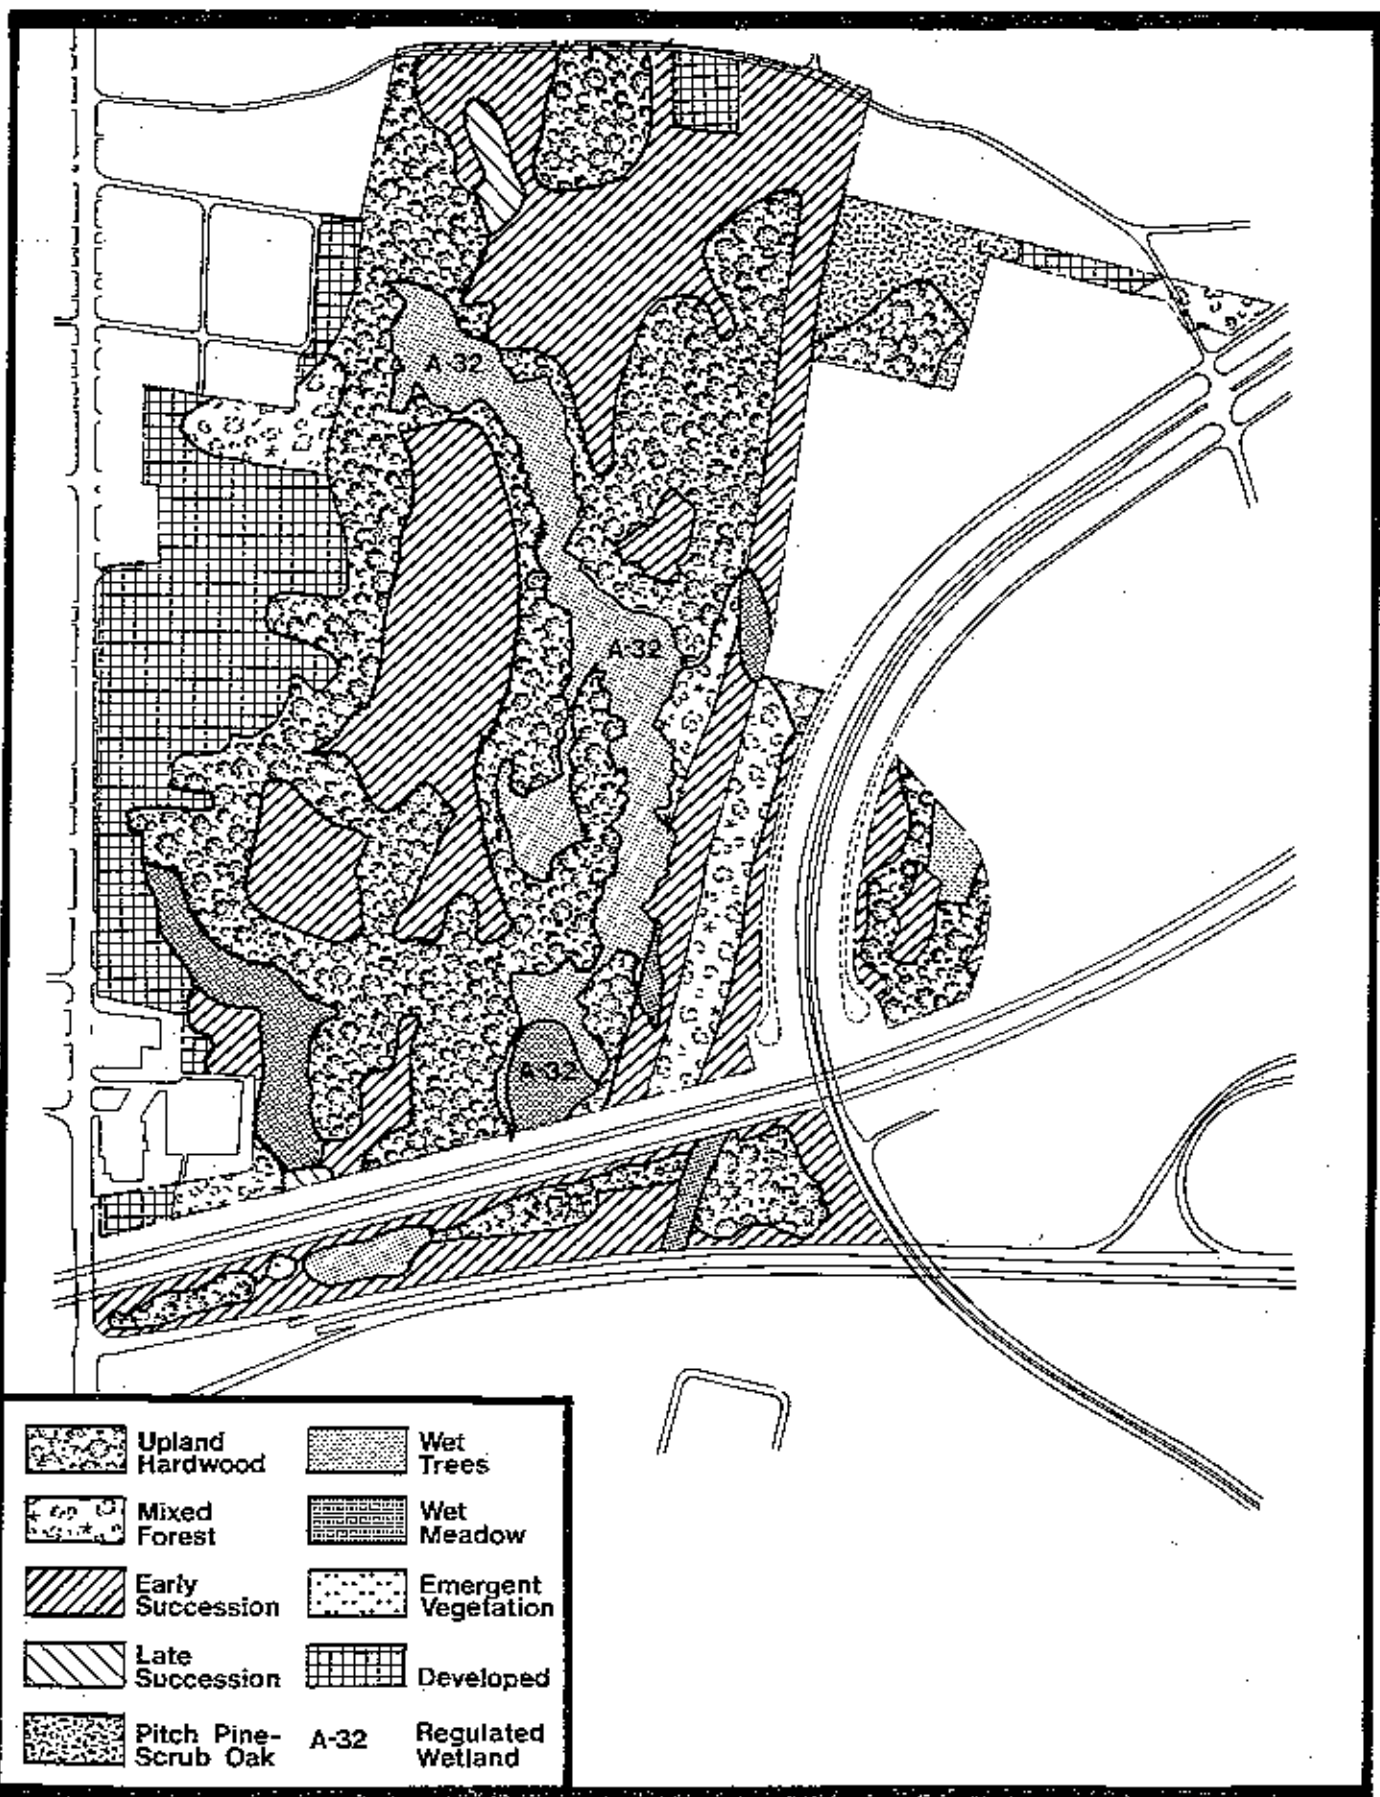 A-32
A-32
A-32
Upland
Hardwood
Mixed
Forest
Early
Succession
Late
Succession
Pitch Pine-
Scrub Oak
Wet
Trees
Wet
Meadow
Emergent
Vegetation
Developed
A-32 Regulated
Wetland